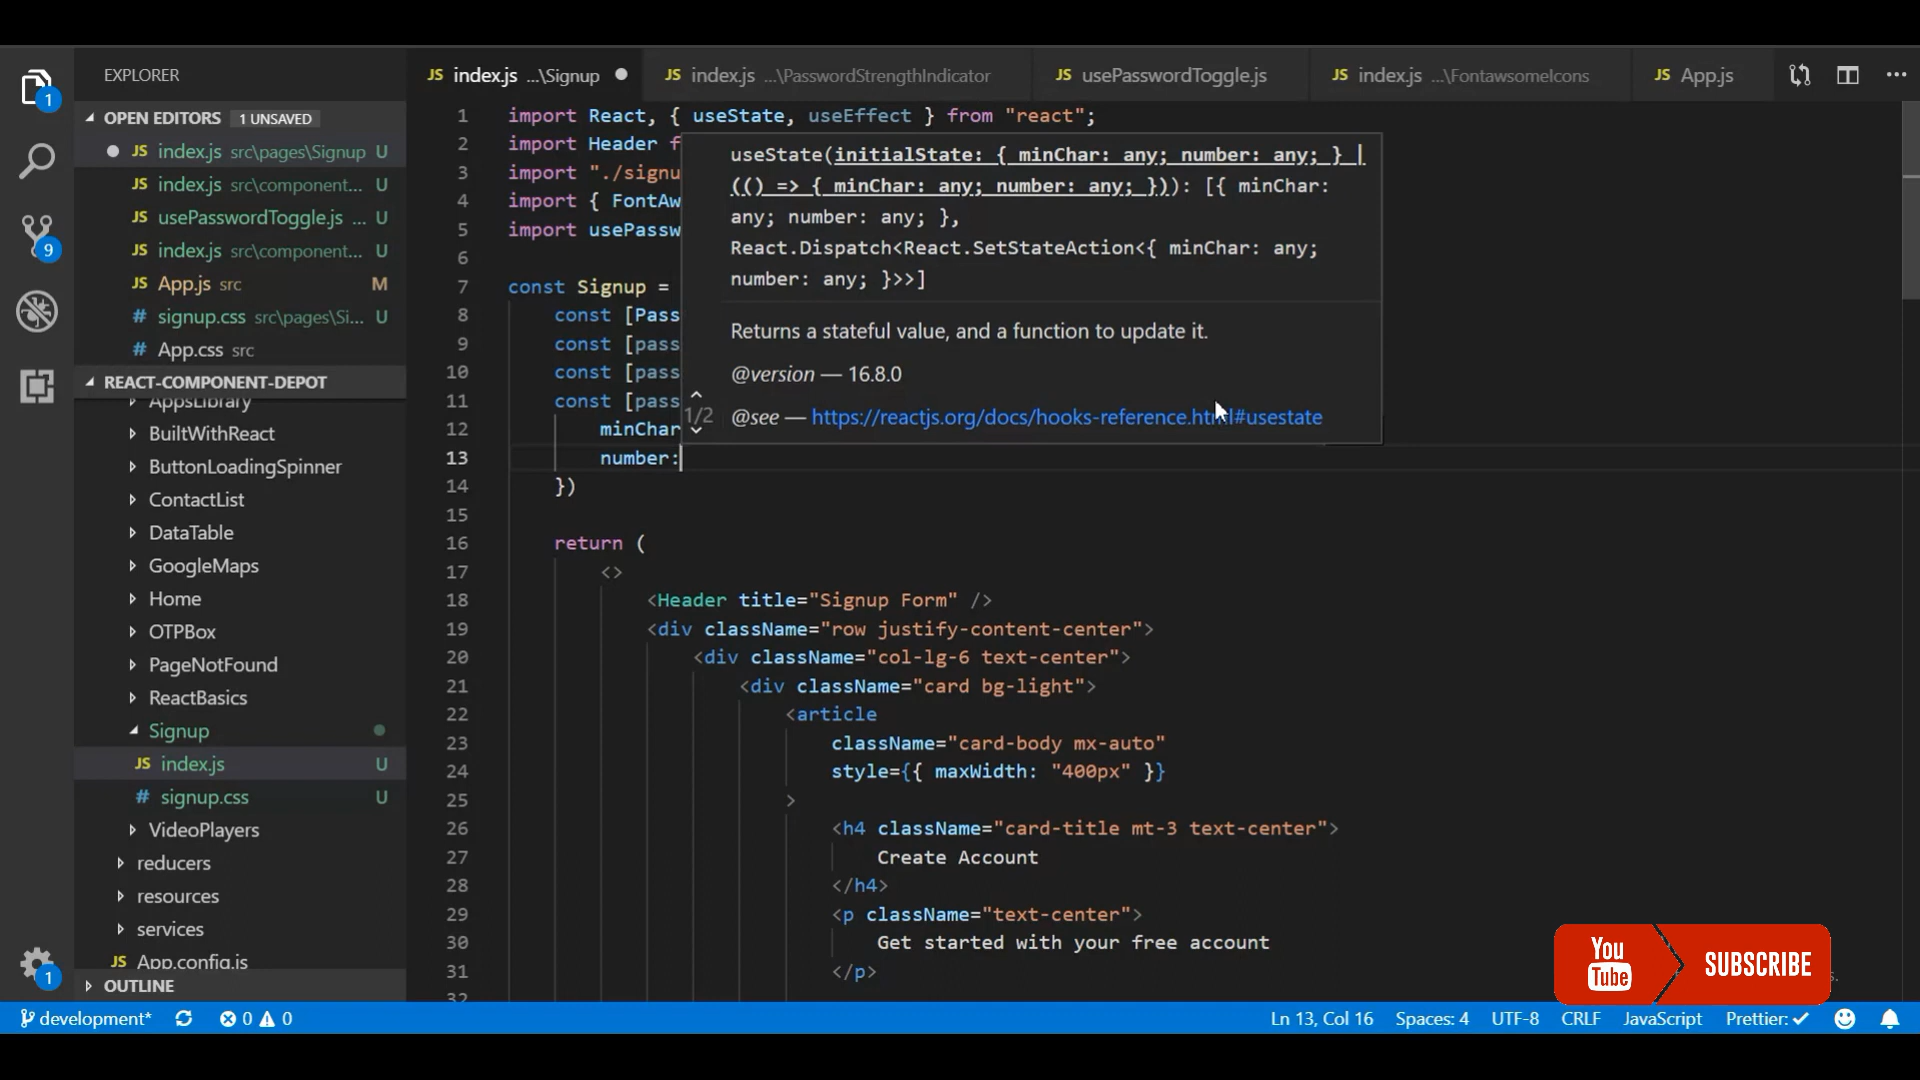 EXPLORER
OPEN EDITORS 1 UNSAVED
JS index.js src\pages\Signup U
JS index.js src\component... U
JS usePasswordToggle.js ... U
JS index.js src\component... U
JS App.js src M
# signup.css src\pages\Si... U
# App.css src
REACT-COMPONENT-DEPOT
AppsLibrary
BuiltWithReact
ButtonLoadingSpinner
ContactList
DataTable
GoogleMaps
Home
OTPBox
PageNotFound
ReactBasics
Signup
JS index.js U
# signup.css U
VideoPlayers
reducers
resources
services
JS App.config.js
OUTLINE
1
9
1
JS index.js ...\Signup
JS index.js ...\PasswordStrengthIndicator
JS usePasswordToggle.js
JS index.js ...\FontawsomeIcons
JS App.js
1 import React, { useState, useEffect } from "react";
2 import Header f
3 import "./signu
4 import { FontAw
5 import usePassw
6
7 const Signup =
8 const [Pass
9 const [pass
10 const [pass
11 const [pass
12 minChar
13 number:
14 })
15
16 return (
17 <>
18 <Header title="Signup Form" />
19 <div className="row justify-content-center">
20 <div className="col-lg-6 text-center">
21 <div className="card bg-light">
22 <article
23 className="card-body mx-auto"
24 style={{ maxWidth: "400px" }}
25 >
26 <h4 className="card-title mt-3 text-center">
27 Create Account
28 </h4>
29 <p className="text-center">
30 Get started with your free account
31 </p>
32
useState(initialState: { minChar: any; number: any; } |
(() => { minChar: any; number: any; })): [{ minChar:
any; number: any; },
React.Dispatch<React.SetStateAction<{ minChar: any;
number: any; }>>]
Returns a stateful value, and a function to update it.
@version — 16.8.0
1/2 @see — https://reactjs.org/docs/hooks-reference.html#usestate
You
Tube
SUBSCRIBE
development* 0 0 Ln 13, Col 16 Spaces: 4 UTF-8 CRLF JavaScript Prettier: ✓